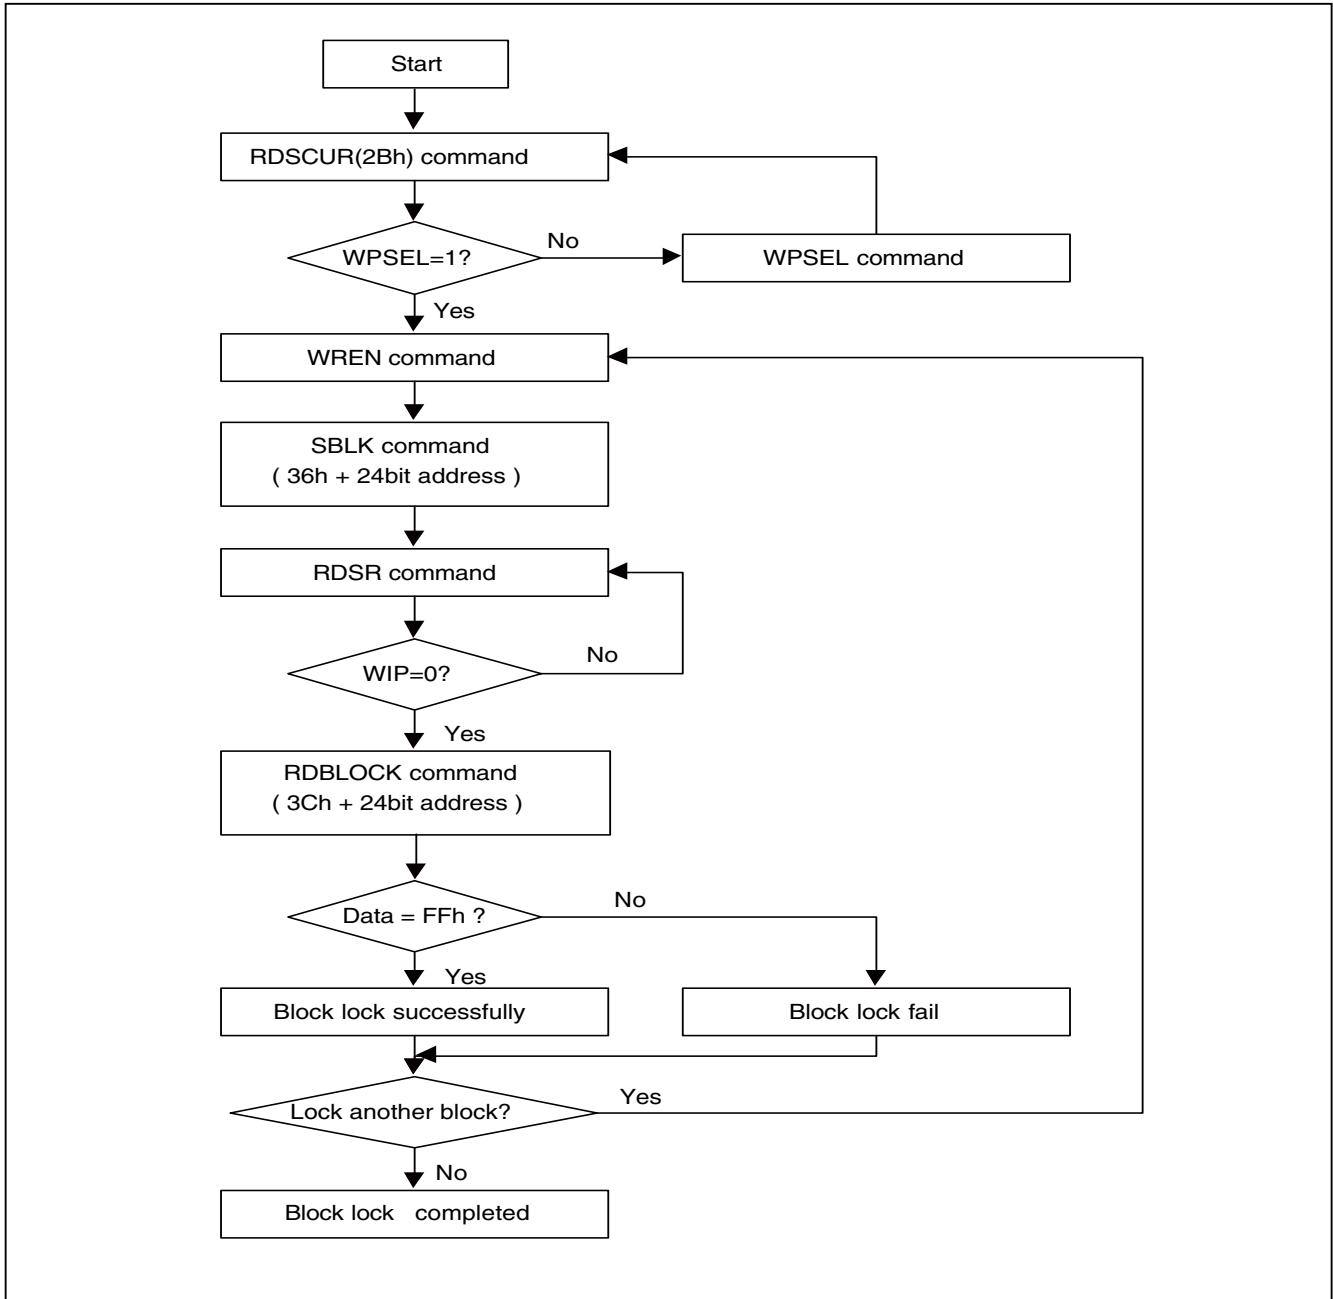 Start
RDSCUR(2Bh) command
WPSEL=1?
No
WPSEL command
Yes
WREN command
SBLK command
( 36h + 24bit address )
RDSR command
WIP=0?
No
Yes
RDBLOCK command
( 3Ch + 24bit address )
Data = FFh ?
No
Yes
Block lock successfully
Block lock fail
Lock another block?
Yes
No
Block lock completed